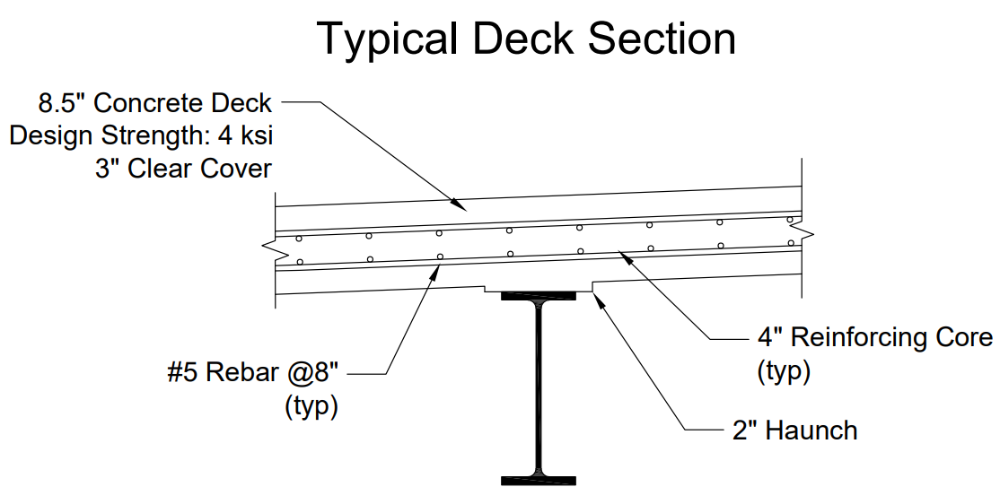 Typical Deck Section
8.5" Concrete Deck
Design Strength: 4 ksi
3" Clear Cover
4" Reinforcing Core
(typ)
#5 Rebar @8"
(typ)
2" Haunch